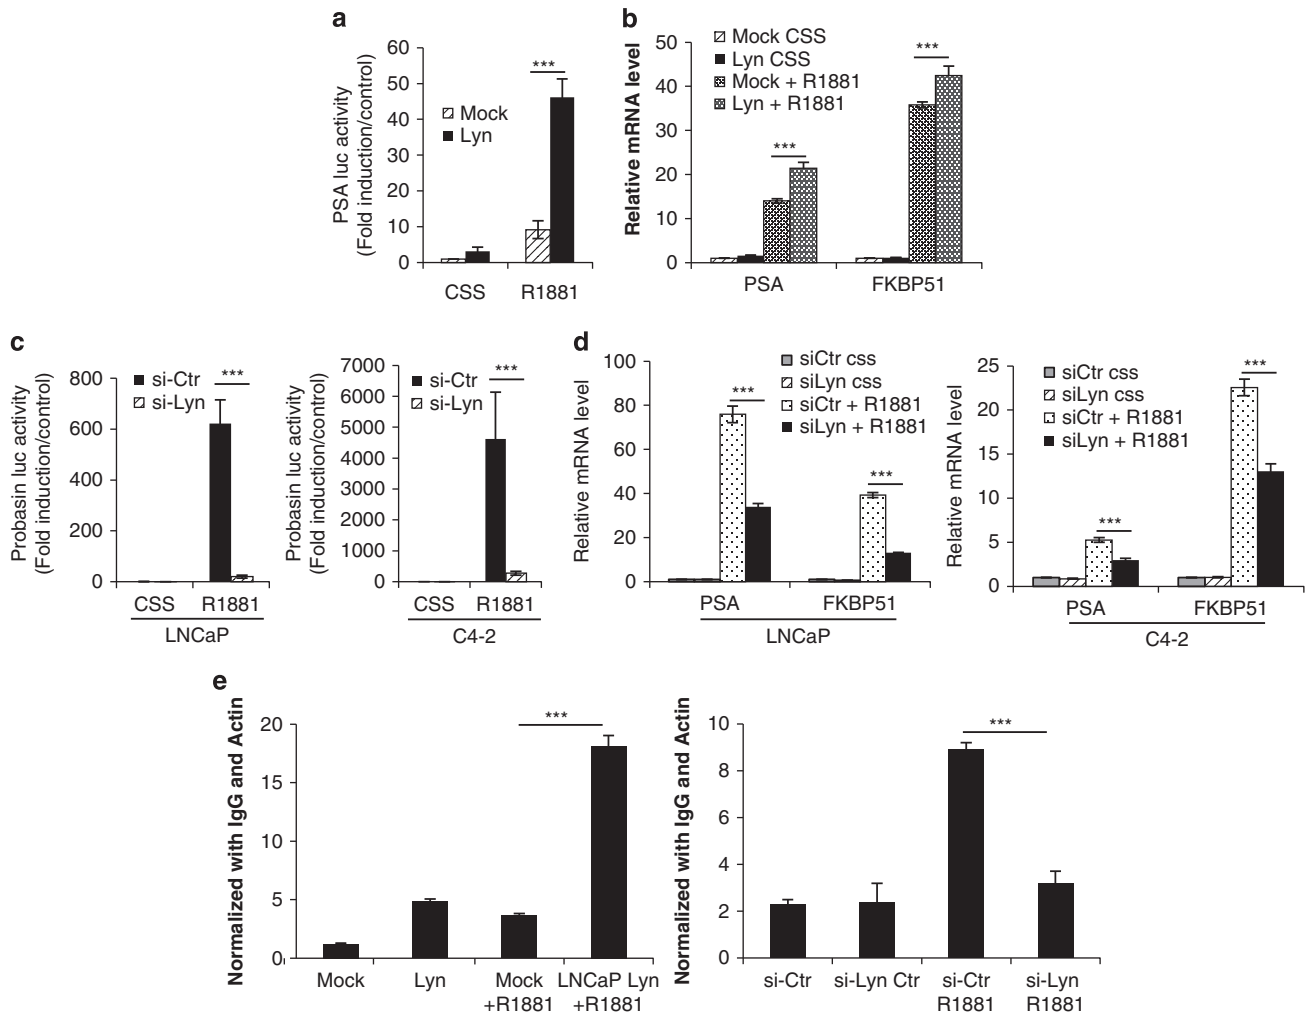 a
PSA luc activity
(Fold induction/control)
60
50
40
30
20
10
0
Mock
Lyn
***
CSS
R1881
b
Relative mRNA level
50
40
30
20
10
0
Mock CSS
Lyn CSS
Mock + R1881
Lyn + R1881
***
***
PSA
FKBP51
c
Probasin luc activity
(Fold induction/control)
800
600
400
200
0
si-Ctr
si-Lyn
***
CSS
R1881
LNCaP
Probasin luc activity
(Fold induction/control)
7000
6000
5000
4000
3000
2000
1000
0
si-Ctr
si-Lyn
***
CSS
R1881
C4-2
d
Relative mRNA level
100
80
60
40
20
0
siCtr css
siLyn css
siCtr + R1881
siLyn + R1881
***
***
PSA
FKBP51
LNCaP
Relative mRNA level
25
20
15
10
5
0
siCtr css
siLyn css
siCtr + R1881
siLyn + R1881
***
***
PSA
FKBP51
C4-2
e
Normalized with IgG and Actin
20
15
10
5
0
***
Mock
Lyn
Mock
+R1881
LNCaP Lyn
+R1881
Normalized with IgG and Actin
10
8
6
4
2
0
***
si-Ctr
si-Lyn Ctr
si-Ctr
R1881
si-Lyn
R1881